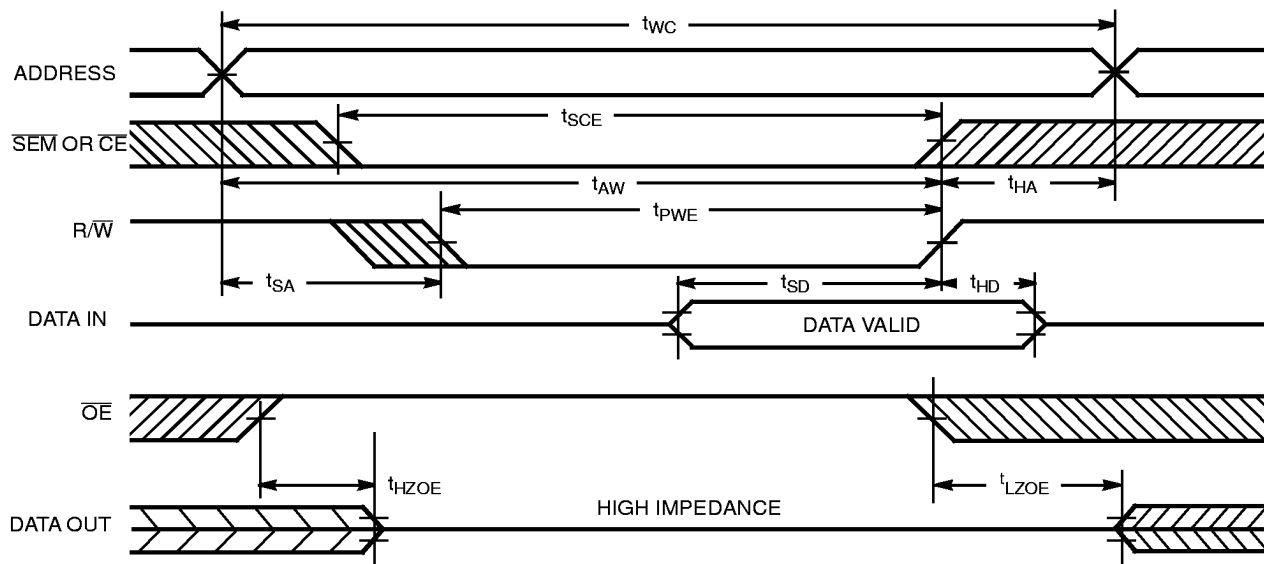 tWC
ADDRESS
tSCE
SEM OR CE
tAW
tHA
tPWE
R/W
tSA
tSD
tHD
DATA IN
DATA VALID
OE
tHZOE
tLZOE
HIGH IMPEDANCE
DATA OUT